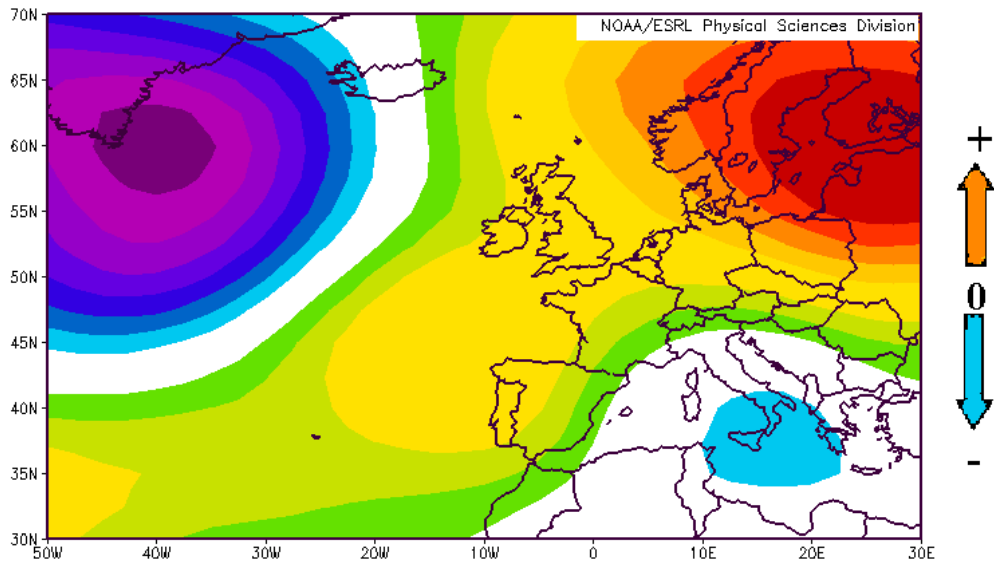 70N
NOAA/ESRL Physical Sciences Division
65N
60N
55N
50N
45N
40N
35N
30N
50W 40W 30W 20W 10W 0 10E 20E 30E
+
0
-